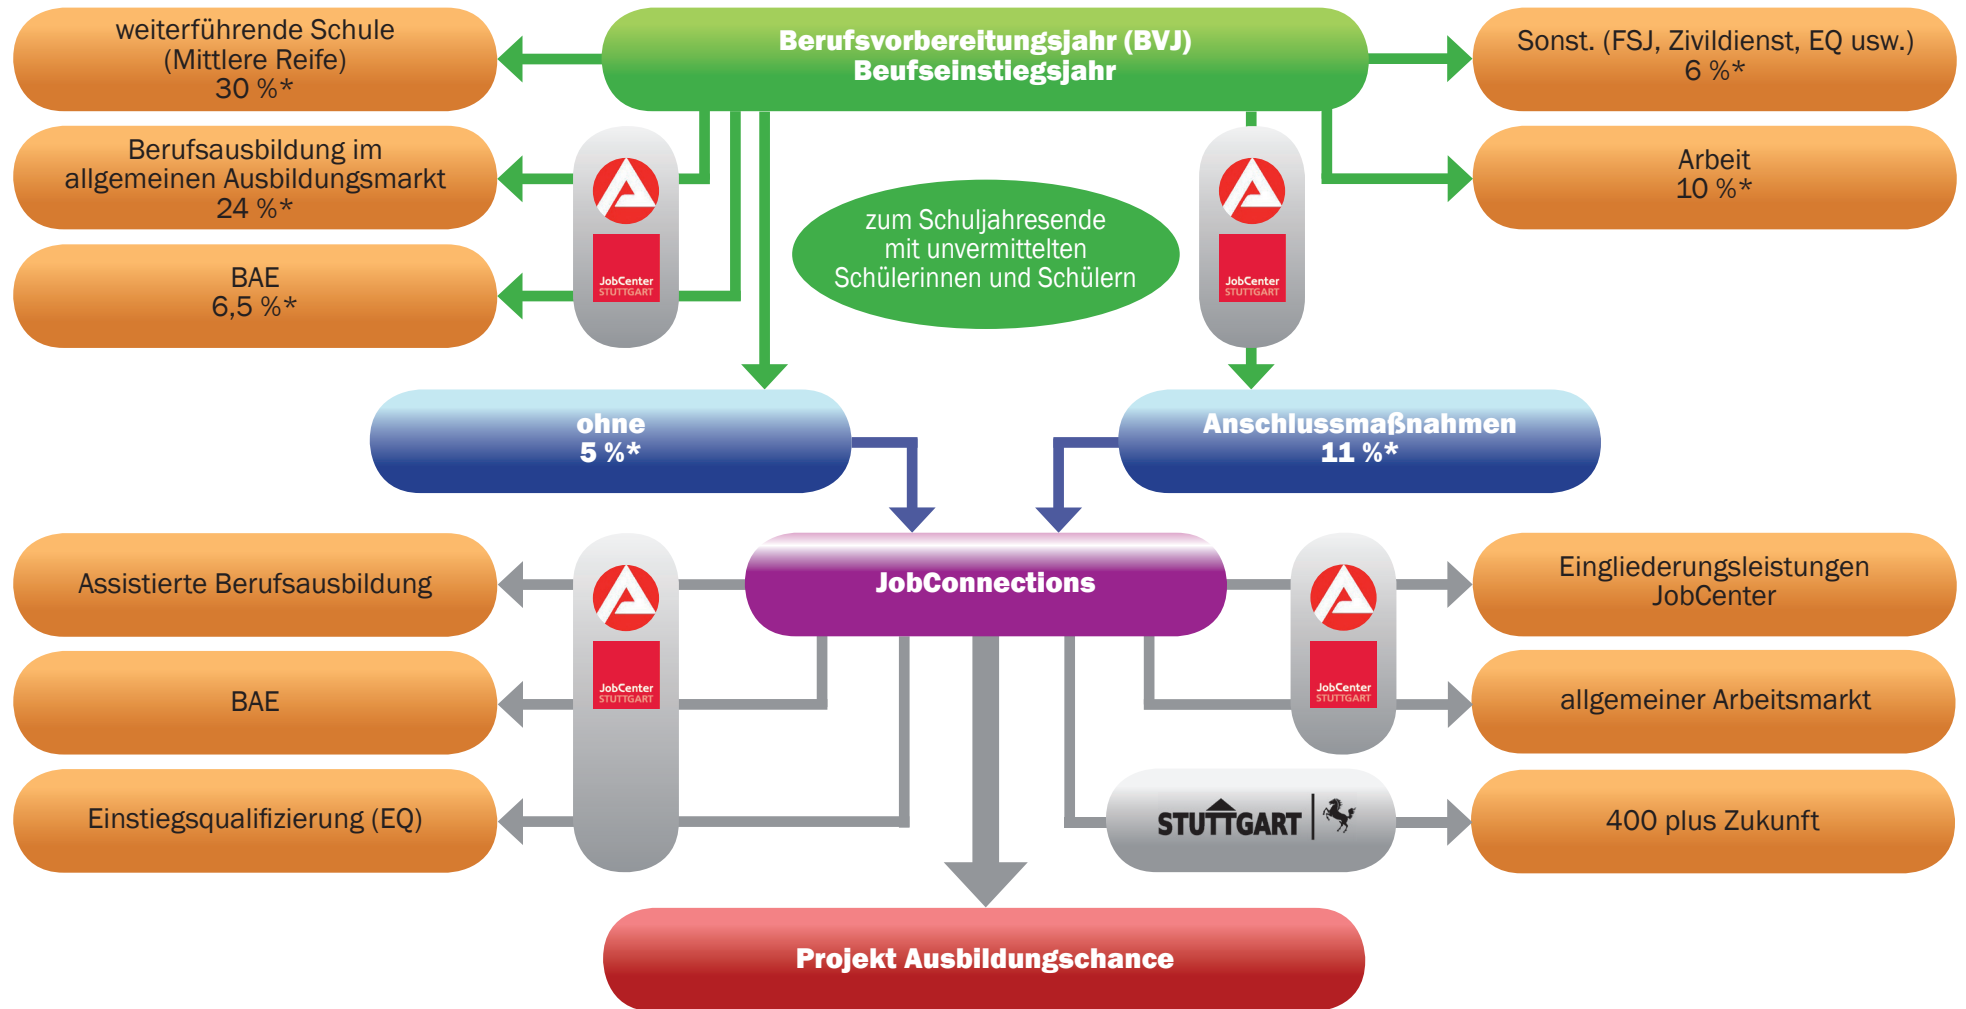 weiterführende Schule
(Mittlere Reife)
30 %*
Berufsvorbereitungsjahr (BVJ)
Beufseinstiegsjahr
Sonst. (FSJ, Zivildienst, EQ usw.)
6 %*
Berufsausbildung im
allgemeinen Ausbildungsmarkt
24 %*
Arbeit
10 %*
BAE
6,5 %*
JobCenter
STUTTGART
zum Schuljahresende
mit unvermittelten
Schülerinnen und Schülern
JobCenter
STUTTGART
ohne
5 %*
Anschlussmaßnahmen
11 %*
JobConnections
Assistierte Berufsausbildung
BAE
Einstiegsqualifizierung (EQ)
JobCenter
STUTTGART
JobCenter
STUTTGART
Eingliederungsleistungen
JobCenter
allgemeiner Arbeitsmarkt
STUTTGART
400 plus Zukunft
Projekt Ausbildungschance